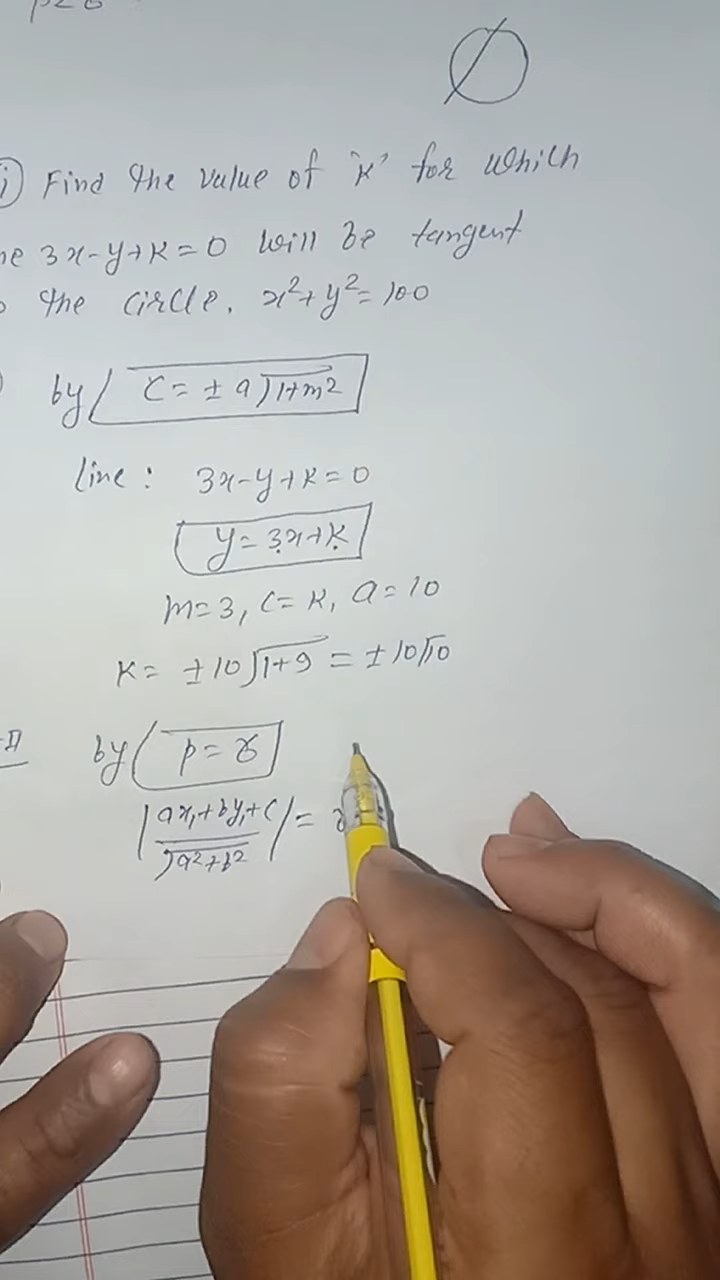 i) Find the value of 'K' for which
3x-y+K=0 will be tangent
the circle. x²+y²=100
by C=±a√1+m²
line: 3x-y+K=0
y=3x+K
m=3, C=K, a=10
K= ±10√1+9 = ±10√10
by p=r
|ax₁+by₁+c/√a²+b²|= r